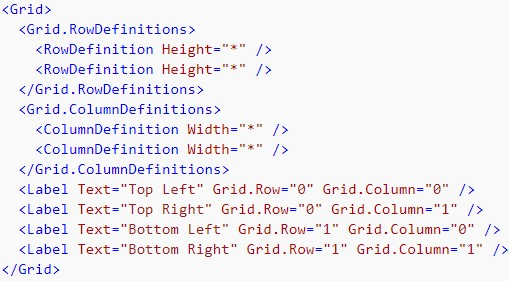 <Grid>
  <Grid.RowDefinitions>
    <RowDefinition Height="*" />
    <RowDefinition Height="*" />
  </Grid.RowDefinitions>
  <Grid.ColumnDefinitions>
    <ColumnDefinition Width="*" />
    <ColumnDefinition Width="*" />
  </Grid.ColumnDefinitions>
  <Label Text="Top Left" Grid.Row="0" Grid.Column="0" />
  <Label Text="Top Right" Grid.Row="0" Grid.Column="1" />
  <Label Text="Bottom Left" Grid.Row="1" Grid.Column="0" />
  <Label Text="Bottom Right" Grid.Row="1" Grid.Column="1" />
</Grid>